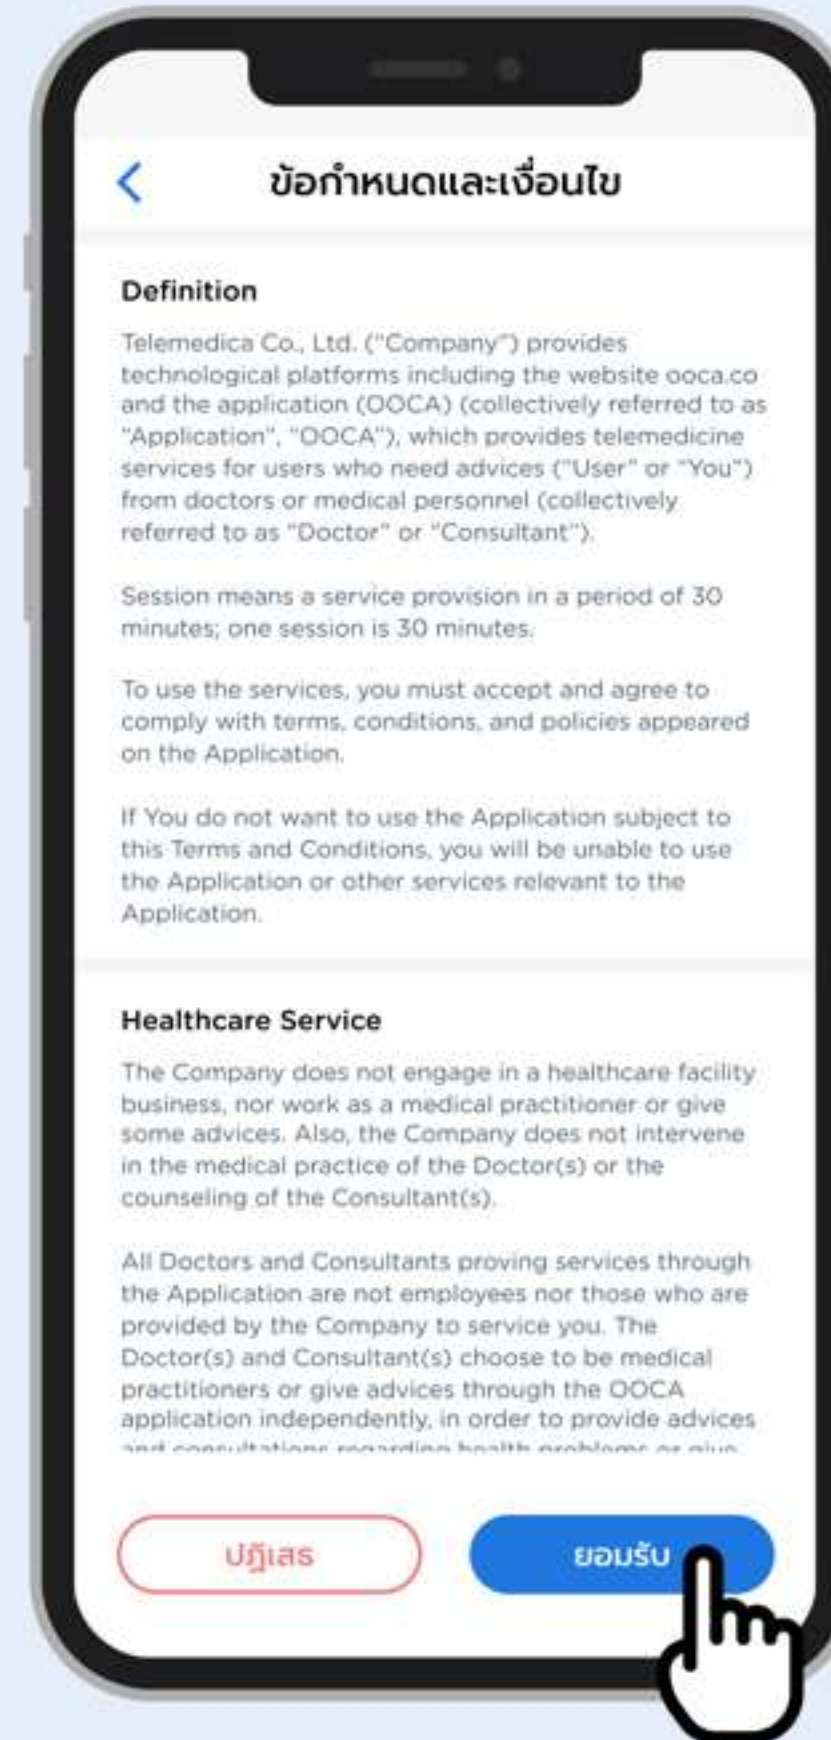 ข้อกำหนดและเงื่อนไข
Definition
Telemedica Co., Ltd. ("Company") provides
technological platforms including the website ooca.co
and the application (OOCA) (collectively referred to as
"Application", "OOCA"), which provides telemedicine
services for users who need advices ("User" or "You")
from doctors or medical personnel (collectively
referred to as "Doctor" or "Consultant").
Session means a service provision in a period of 30
minutes; one session is 30 minutes.
To use the services, you must accept and agree to
comply with terms, conditions, and policies appeared
on the Application.
If You do not want to use the Application subject to
this Terms and Conditions, you will be unable to use
the Application or other services relevant to the
Application.
Healthcare Service
The Company does not engage in a healthcare facility
business, nor work as a medical practitioner or give
some advices. Also, the Company does not intervene
in the medical practice of the Doctor(s) or the
counseling of the Consultant(s).
All Doctors and Consultants proving services through
the Application are not employees nor those who are
provided by the Company to service you. The
Doctor(s) and Consultant(s) choose to be medical
practitioners or give advices through the OOCA
application independently, in order to provide advices
and consultations regarding health problems or give
ปฏิเสธ
ยอมรับ